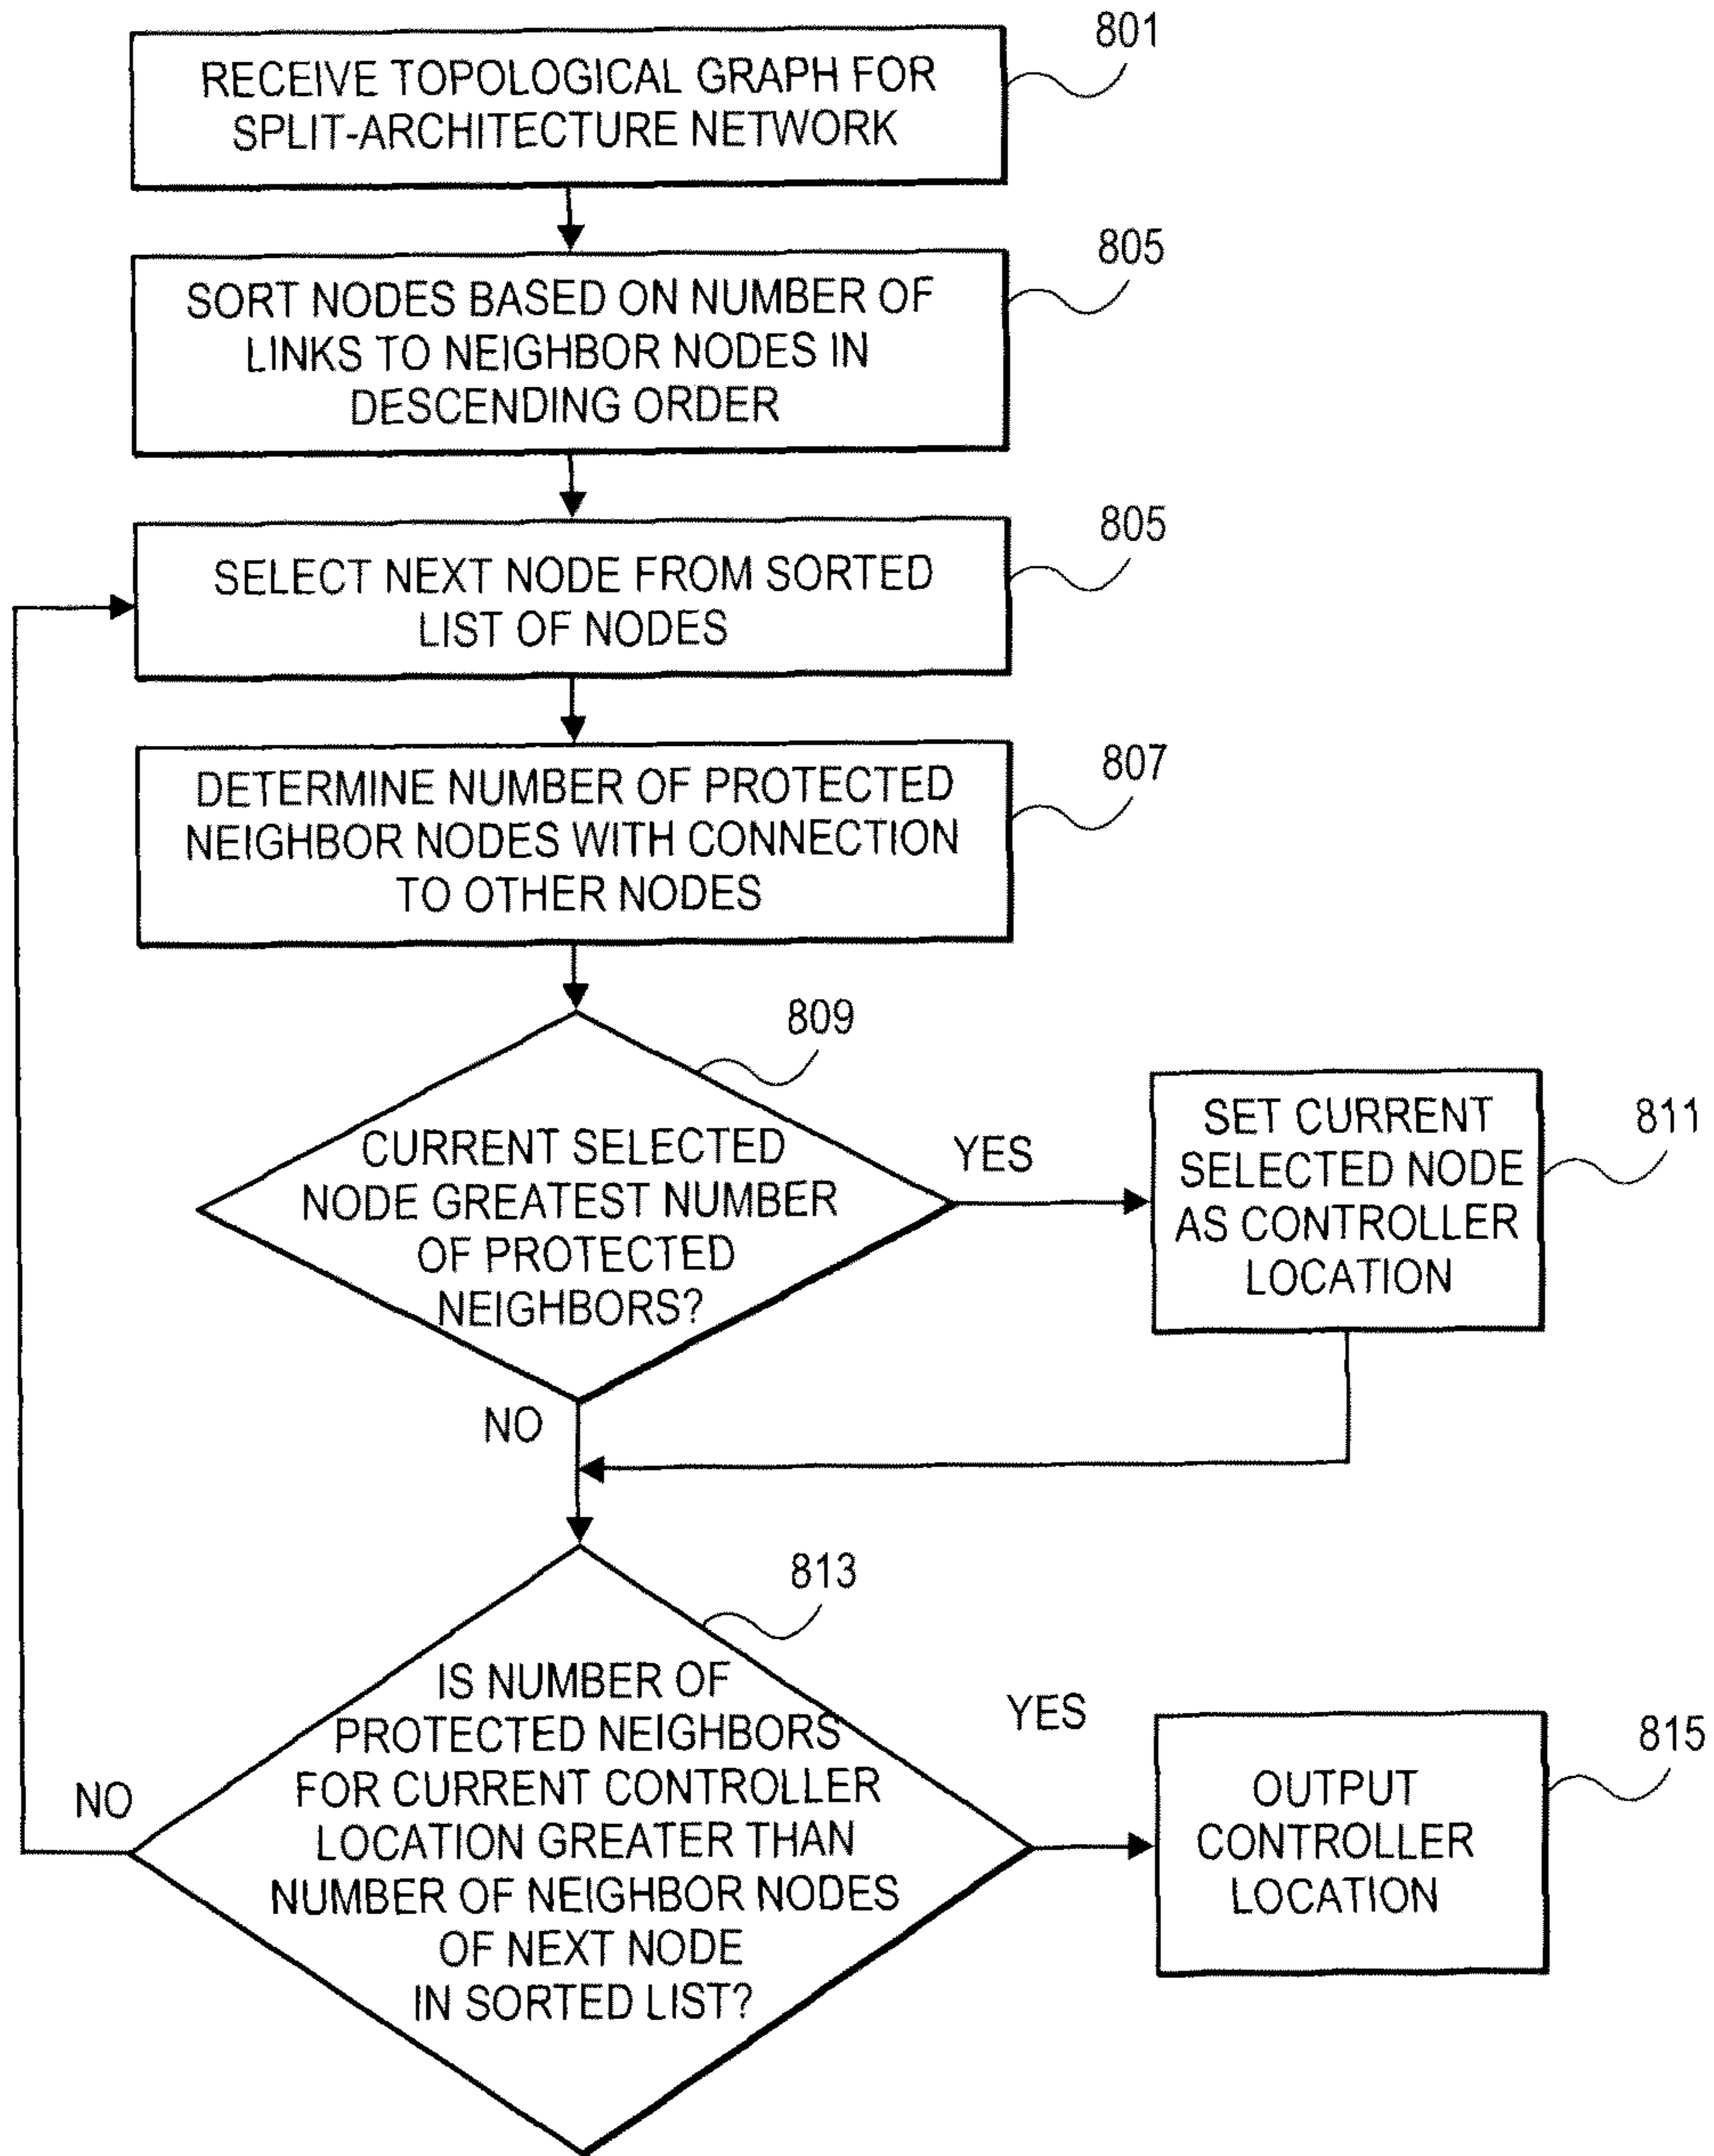 801
RECEIVE TOPOLOGICAL GRAPH FOR
SPLIT-ARCHITECTURE NETWORK
805
SORT NODES BASED ON NUMBER OF
LINKS TO NEIGHBOR NODES IN
DESCENDING ORDER
805
SELECT NEXT NODE FROM SORTED
LIST OF NODES
807
DETERMINE NUMBER OF PROTECTED
NEIGHBOR NODES WITH CONNECTION
TO OTHER NODES
809
CURRENT SELECTED
NODE GREATEST NUMBER
OF PROTECTED
NEIGHBORS?
YES
811
SET CURRENT
SELECTED NODE
AS CONTROLLER
LOCATION
NO
813
IS NUMBER OF
PROTECTED NEIGHBORS
FOR CURRENT CONTROLLER
LOCATION GREATER THAN
NUMBER OF NEIGHBOR NODES
OF NEXT NODE
IN SORTED LIST?
NO
YES
815
OUTPUT
CONTROLLER
LOCATION